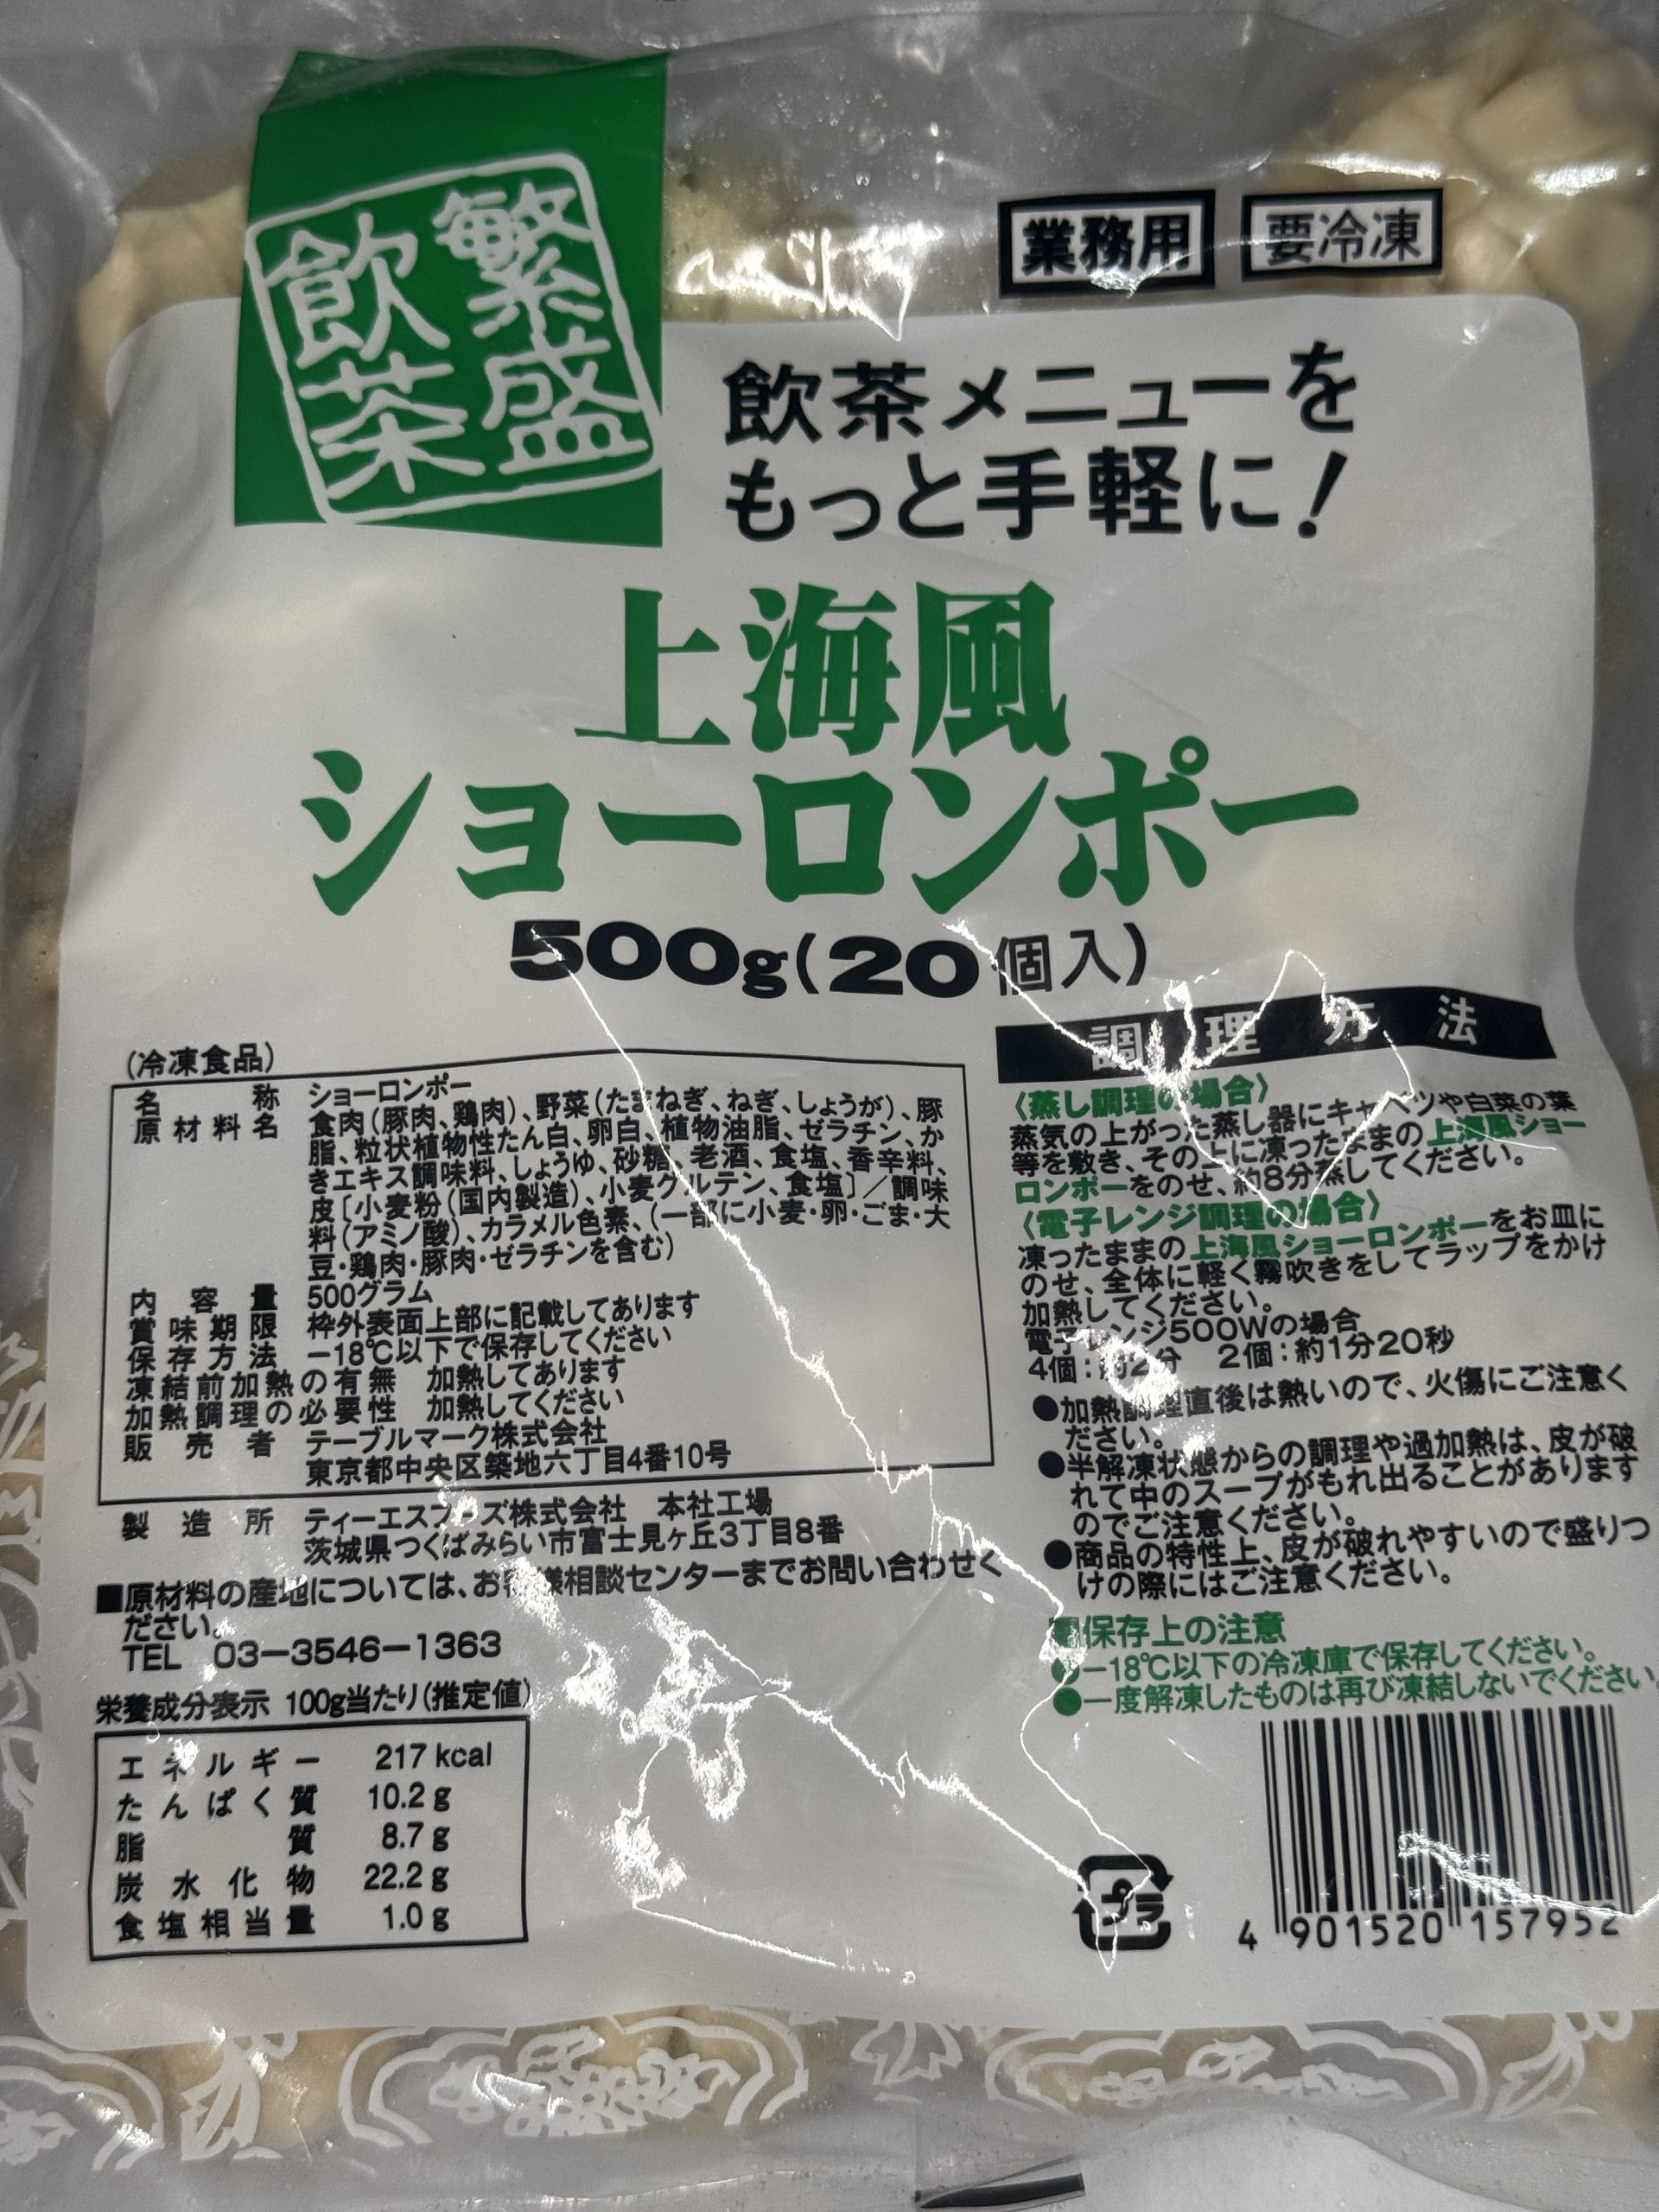 繁盛
飲茶
業務用
要冷凍
飲茶メニューを
もっと手軽に!
上海風
ショーロンポー
500g(20個入)
(冷凍食品)
名称 ショーロンポー
原材料名 食肉(豚肉、鶏肉)、野菜(たまねぎ、ねぎ、しょうが)、豚
脂、粒状植物性たん白、卵白、植物油脂、ゼラチン、か
きエキス調味料、しょうゆ、砂糖、老酒、食塩、香辛料、
皮〔小麦粉(国内製造)、小麦グルテン、食塩〕/調味
料(アミノ酸)、カラメル色素、(一部に小麦・卵・ごま・大
豆・鶏肉・豚肉・ゼラチンを含む)
内容量 500グラム
賞味期限 枠外表面上部に記載してあります
保存方法 −18℃以下で保存してください
凍結前加熱の有無 加熱してあります
加熱調理の必要性 加熱してください
販売者 テーブルマーク株式会社
東京都中央区築地六丁目4番10号
製造所 ティーエスフーズ株式会社 本社工場
茨城県つくばみらい市富士見ヶ丘3丁目8番
■原材料の産地については、お客様相談センターまでお問い合わせく
ださい。
TEL 03−3546−1363
栄養成分表示 100g当たり(推定値)
エネルギー 217 kcal
たんぱく質 10.2 g
脂質 8.7 g
炭水化物 22.2 g
食塩相当量 1.0 g
調理方法
〈蒸し調理の場合〉
蒸気の上がった蒸し器にキャベツや白菜の葉
等を敷き、その上に凍ったままの上海風ショー
ロンポーをのせ、約8分蒸してください。
〈電子レンジ調理の場合〉
凍ったままの上海風ショーロンポーをお皿に
のせ、全体に軽く霧吹きをしてラップをかけ
加熱してください。
電子レンジ500Wの場合
4個:約2分 2個:約1分20秒
●加熱調理直後は熱いので、火傷にご注意く
ださい。
●半解凍状態からの調理や過加熱は、皮が破
れて中のスープがもれ出ることがあります
のでご注意ください。
●商品の特性上、皮が破れやすいので盛りつ
けの際にはご注意ください。
■保存上の注意
●−18℃以下の冷凍庫で保存してください。
●一度解凍したものは再び凍結しないでください。
プラ
4 901520 157952